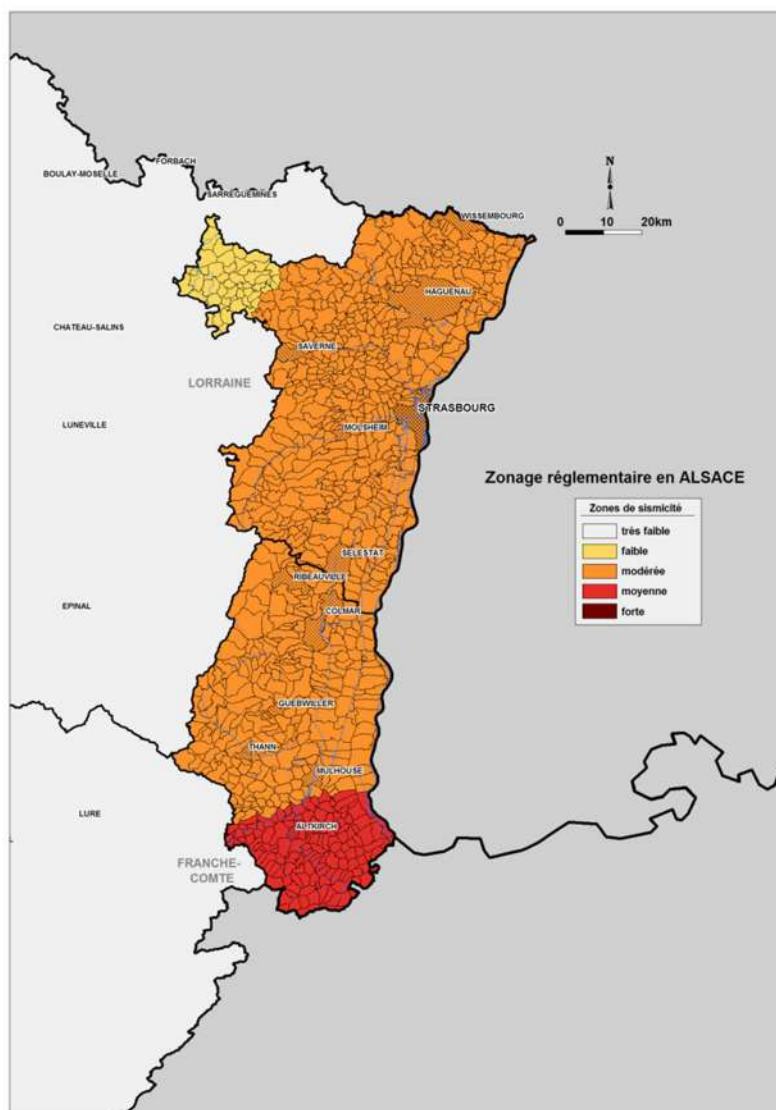 FORBACH
BOULAY-MOSELLE
SARREGUEMINES
N
WISSEMBOURG
0 10 20km
HAGUENAU
CHATEAU-SALINS
SAVERNE
LORRAINE
STRASBOURG
LUNEVILLE
MOLSHEIM
Zonage réglementaire en ALSACE
Zones de sismicité
très faible
faible
modérée
moyenne
forte
SELESTAT
RIBEAUVILLE
EPINAL
COLMAR
GUEBWILLER
THANN
MULHOUSE
LURE
ALTKIRCH
FRANCHE-
COMTE